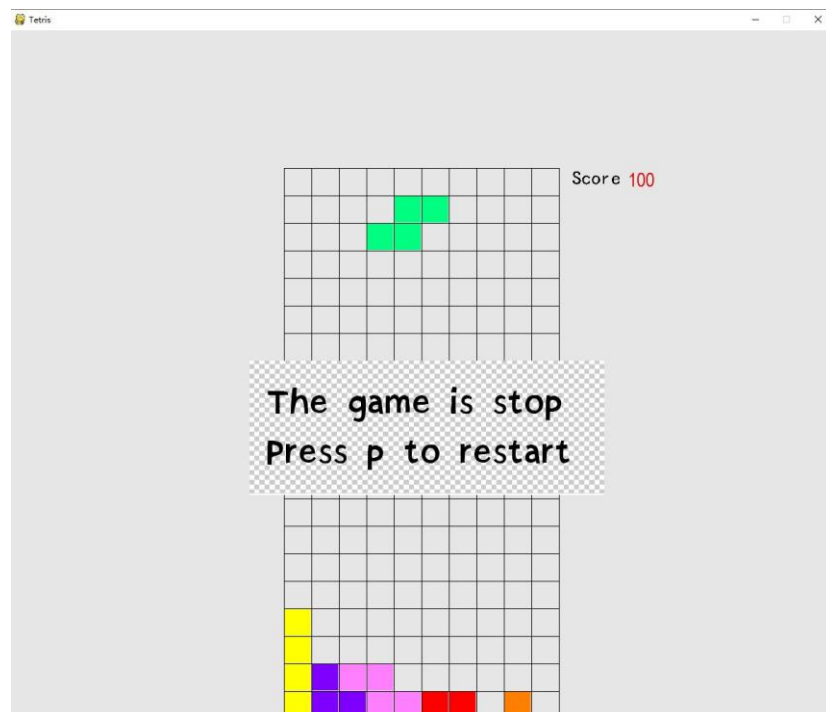 Tetris
Score 100
The game is stop
Press p to restart